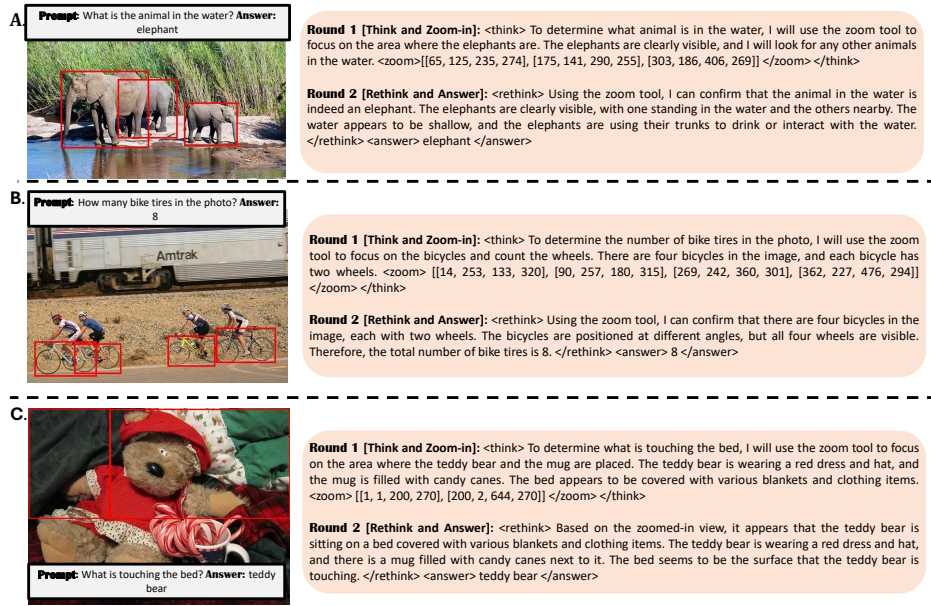 A.
Prompt: What is the animal in the water? Answer:
elephant
Round 1 [Think and Zoom-in]: <think> To determine what animal is in the water, I will use the zoom tool to
focus on the area where the elephants are. The elephants are clearly visible, and I will look for any other animals
in the water. <zoom>[[65, 125, 235, 274], [175, 141, 290, 255], [303, 186, 406, 269]] </zoom> </think>
Round 2 [Rethink and Answer]: <rethink> Using the zoom tool, I can confirm that the animal in the water is
indeed an elephant. The elephants are clearly visible, with one standing in the water and the others nearby. The
water appears to be shallow, and the elephants are using their trunks to drink or interact with the water.
</rethink> <answer> elephant </answer>
B.
Prompt: How many bike tires in the photo? Answer:
8
Amtrak
Round 1 [Think and Zoom-in]: <think> To determine the number of bike tires in the photo, I will use the zoom
tool to focus on the bicycles and count the wheels. There are four bicycles in the image, and each bicycle has
two wheels. <zoom> [[14, 253, 133, 320], [90, 257, 180, 315], [269, 242, 360, 301], [362, 227, 476, 294]]
</zoom> </think>
Round 2 [Rethink and Answer]: <rethink> Using the zoom tool, I can confirm that there are four bicycles in the
image, each with two wheels. The bicycles are positioned at different angles, but all four wheels are visible.
Therefore, the total number of bike tires is 8. </rethink> <answer> 8 </answer>
C.
Prompt: What is touching the bed? Answer: teddy
bear
Round 1 [Think and Zoom-in]: <think> To determine what is touching the bed, I will use the zoom tool to focus
on the area where the teddy bear and the mug are placed. The teddy bear is wearing a red dress and hat, and
the mug is filled with candy canes. The bed appears to be covered with various blankets and clothing items.
<zoom> [[1, 1, 200, 270], [200, 2, 644, 270]] </zoom> </think>
Round 2 [Rethink and Answer]: <rethink> Based on the zoomed-in view, it appears that the teddy bear is
sitting on a bed covered with various blankets and clothing items. The teddy bear is wearing a red dress and hat,
and there is a mug filled with candy canes next to it. The bed seems to be the surface that the teddy bear is
touching. </rethink> <answer> teddy bear </answer>